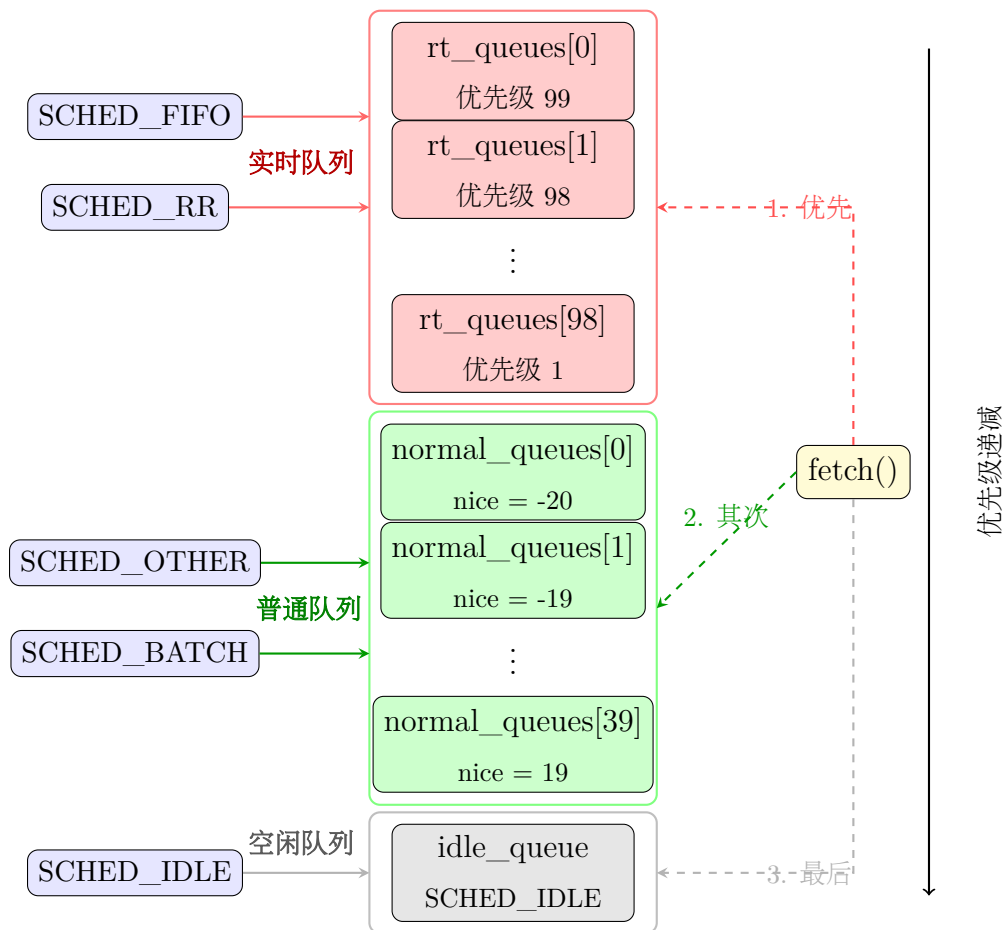 rt_queues[0]
优先级 99
SCHED_FIFO
rt_queues[1]
实时队列
优先级 98
SCHED_RR
1. 优先
⋮
rt_queues[98]
优先级 1
优先级递减
normal_queues[0]
fetch()
nice = -20
2. 其次
normal_queues[1]
SCHED_OTHER
nice = -19
普通队列
SCHED_BATCH
⋮
normal_queues[39]
nice = 19
空闲队列
idle_queue
SCHED_IDLE
3. 最后
SCHED_IDLE